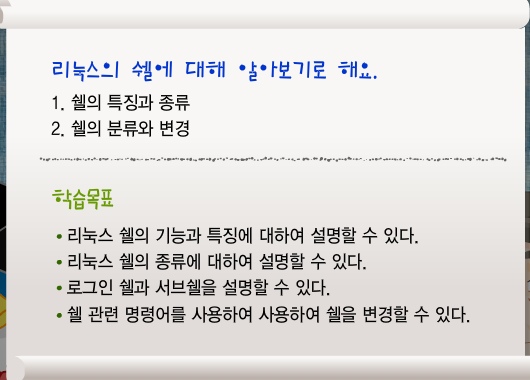 리눅스의 쉘에 대해 알아보기로 해요.
1. 쉘의 특징과 종류
2. 쉘의 분류와 변경
학습목표
• 리눅스 쉘의 기능과 특징에 대하여 설명할 수 있다.
• 리눅스 쉘의 종류에 대하여 설명할 수 있다.
• 로그인 쉘과 서브쉘을 설명할 수 있다.
• 쉘 관련 명령어를 사용하여 사용하여 쉘을 변경할 수 있다.